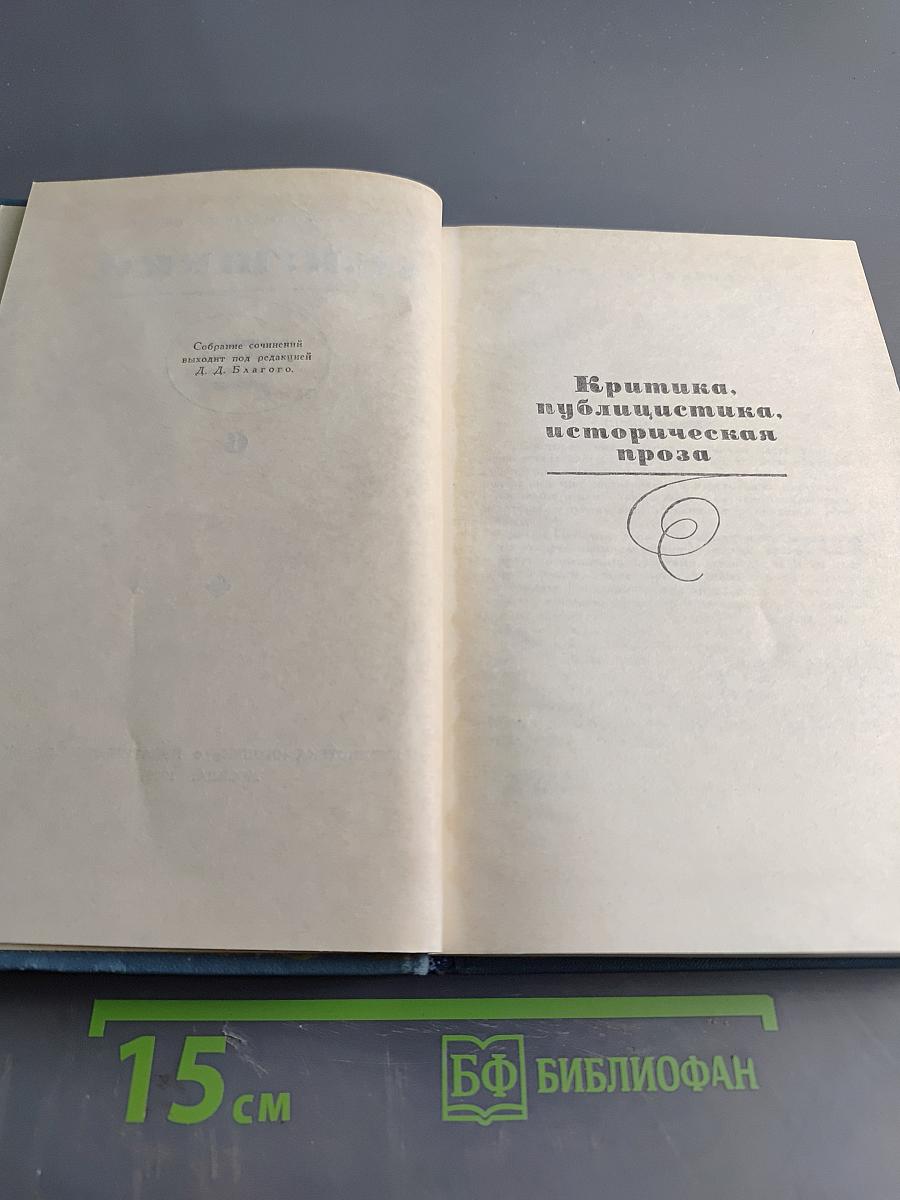 Собрание сочинений
выходит под редакцией
Д. Д. Благого.
Критика,
публицистика,
историческая
проза
15 см
БФ БИБЛИОФАН